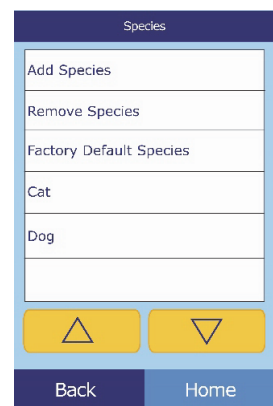 Species
Add Species
Remove Species
Factory Default Species
Cat
Dog
Back
Home